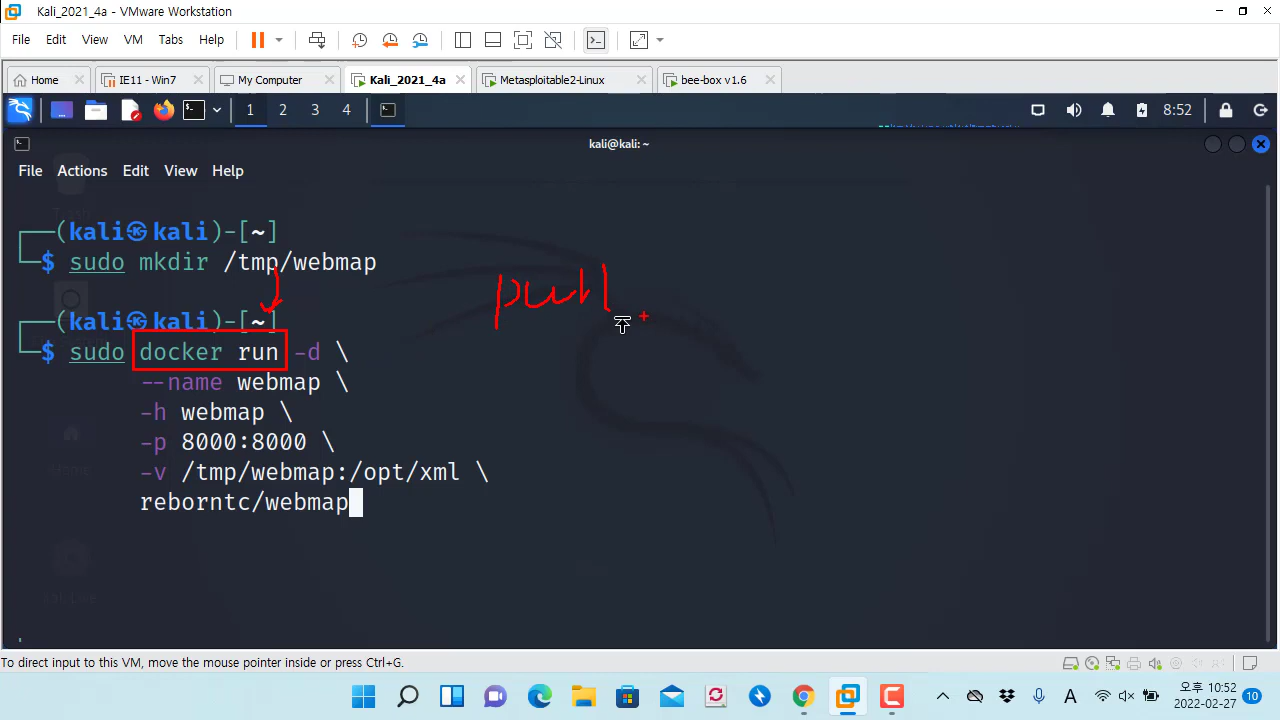 Kali_2021_4a - VMware Workstation
File Edit View VM Tabs Help
Home IE11 - Win7 My Computer Kali_2021_4a Metasploitable2-Linux bee-box v1.6
1 2 3 4 8:52
kali@kali: ~
File Actions Edit View Help
(kali㉿kali)-[~]
$ sudo mkdir /tmp/webmap
pull
(kali㉿kali)-[~]
$ sudo docker run -d \
--name webmap \
-h webmap \
-p 8000:8000 \
-v /tmp/webmap:/opt/xml \
reborntc/webmap
To direct input to this VM, move the mouse pointer inside or press Ctrl+G.
A 오후 10:52
2022-02-27 10